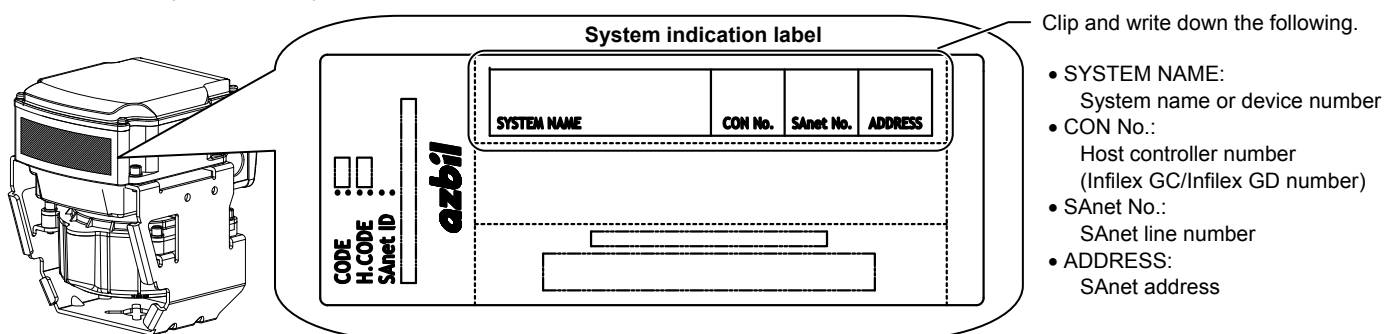 System indication label
Clip and write down the following.
• SYSTEM NAME:
System name or device number
• CON No.:
Host controller number
(Infilex GC/Infilex GD number)
• SAnet No.:
SAnet line number
• ADDRESS:
SAnet address
SYSTEM NAME CON No. SAnet No. ADDRESS
CODE :
H.CODE :
SAnet ID :
azbil